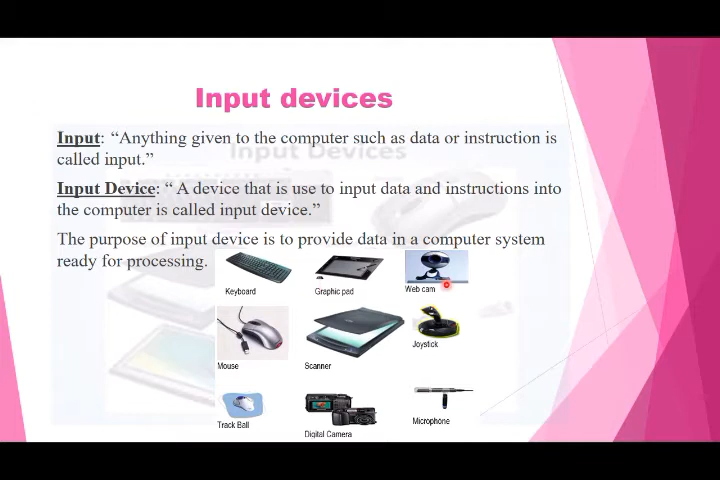 Input devices
Input Devices
Input: “Anything given to the computer such as data or instruction is
called input.”
Input Device: “ A device that is use to input data and instructions into
the computer is called input device.”
The purpose of input device is to provide data in a computer system
ready for processing.
Keyboard
Graphic pad
Web cam
Mouse
Scanner
Joystick
Track Ball
Digital Camera
Microphone